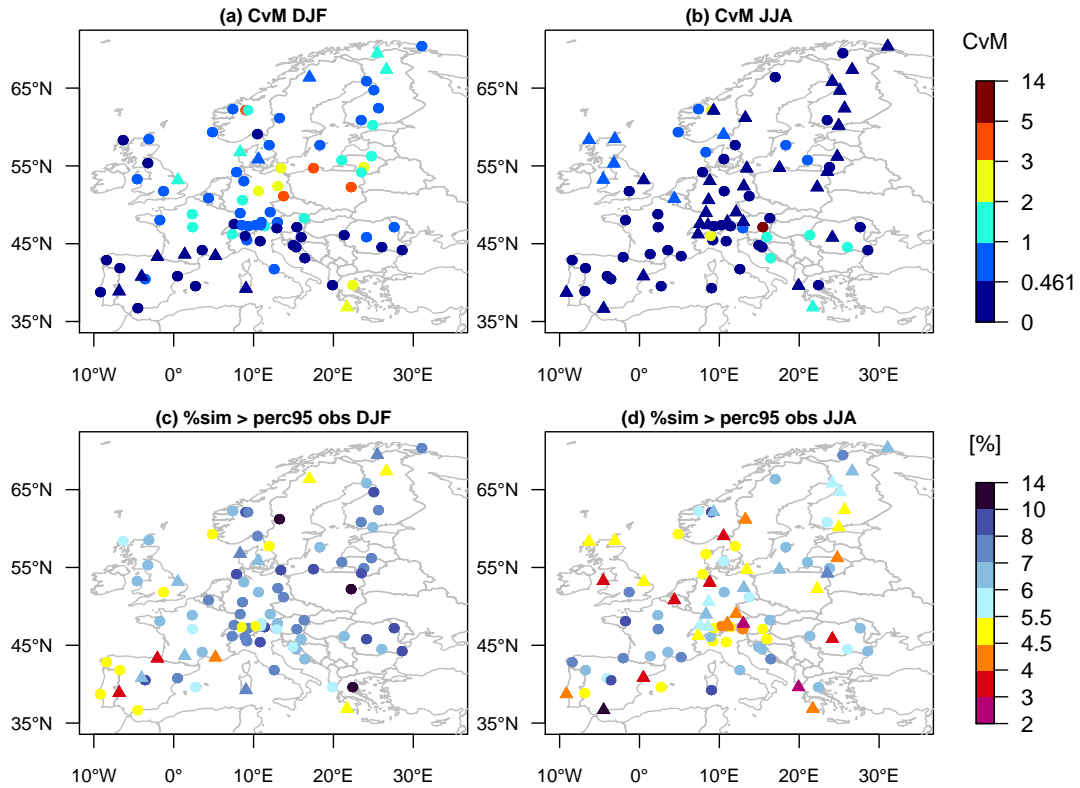 (a) CvM DJF
(b) CvM JJA
CvM
65°N
55°N
45°N
35°N
10°W 0° 10°E 20°E 30°E
65°N
55°N
45°N
35°N
10°W 0° 10°E 20°E 30°E
14
5
3
2
1
0.461
0
(c) %sim > perc95 obs DJF
(d) %sim > perc95 obs JJA
[%]
65°N
55°N
45°N
35°N
10°W 0° 10°E 20°E 30°E
65°N
55°N
45°N
35°N
10°W 0° 10°E 20°E 30°E
14
10
8
7
6
5.5
4.5
4
3
2